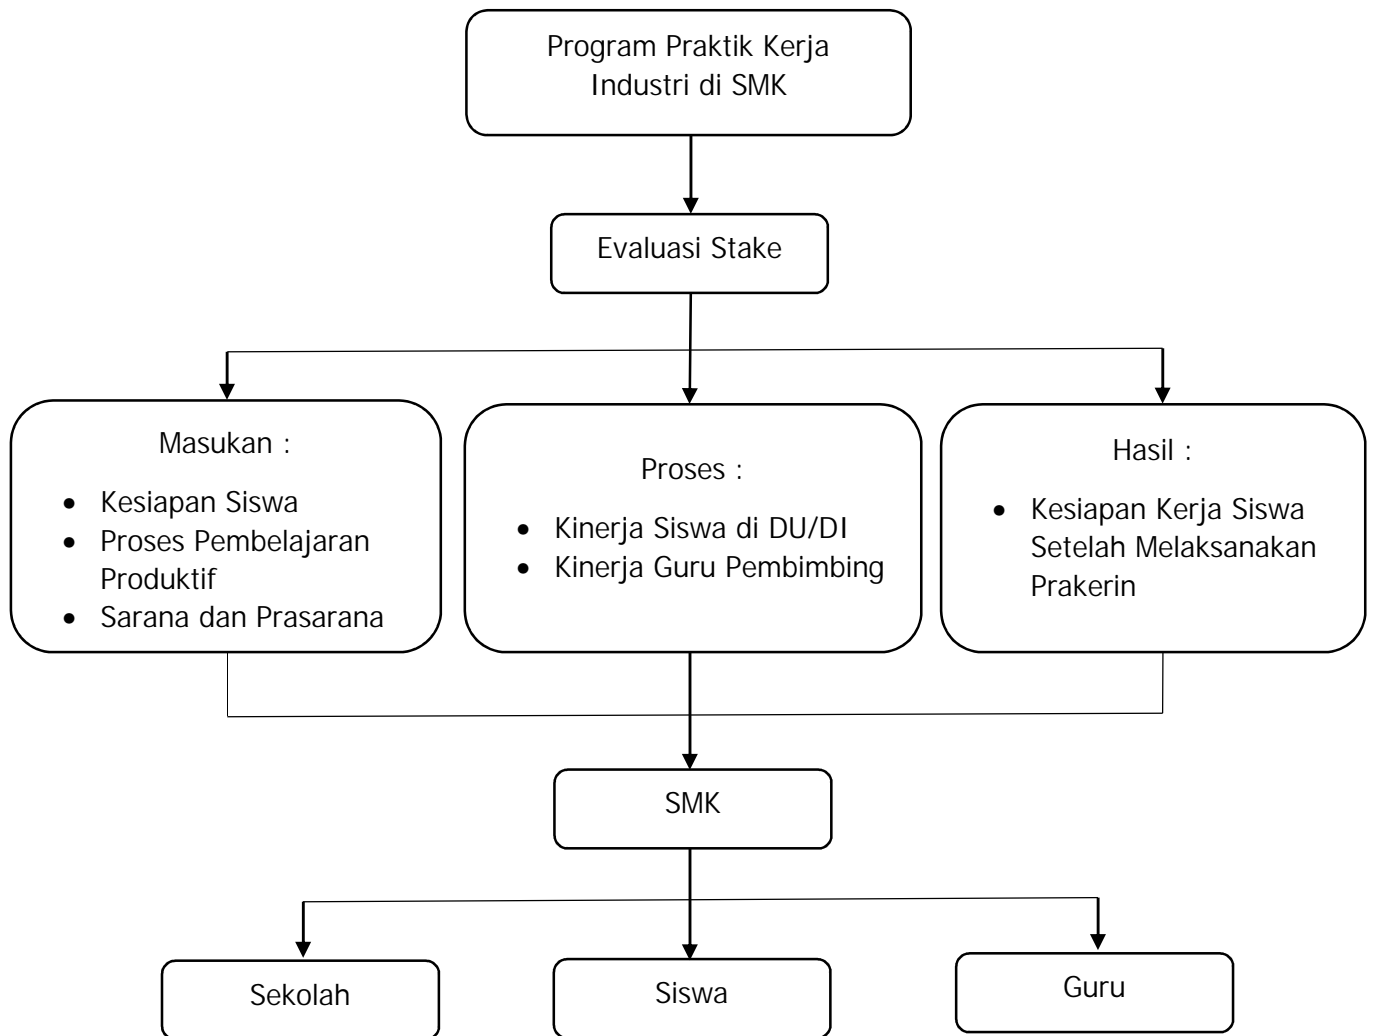 Program Praktik Kerja
Industri di SMK
Evaluasi Stake
Masukan :
• Kesiapan Siswa
• Proses Pembelajaran
Produktif
• Sarana dan Prasarana
Proses :
• Kinerja Siswa di DU/DI
• Kinerja Guru Pembimbing
Hasil :
• Kesiapan Kerja Siswa
Setelah Melaksanakan
Prakerin
SMK
Sekolah
Siswa
Guru